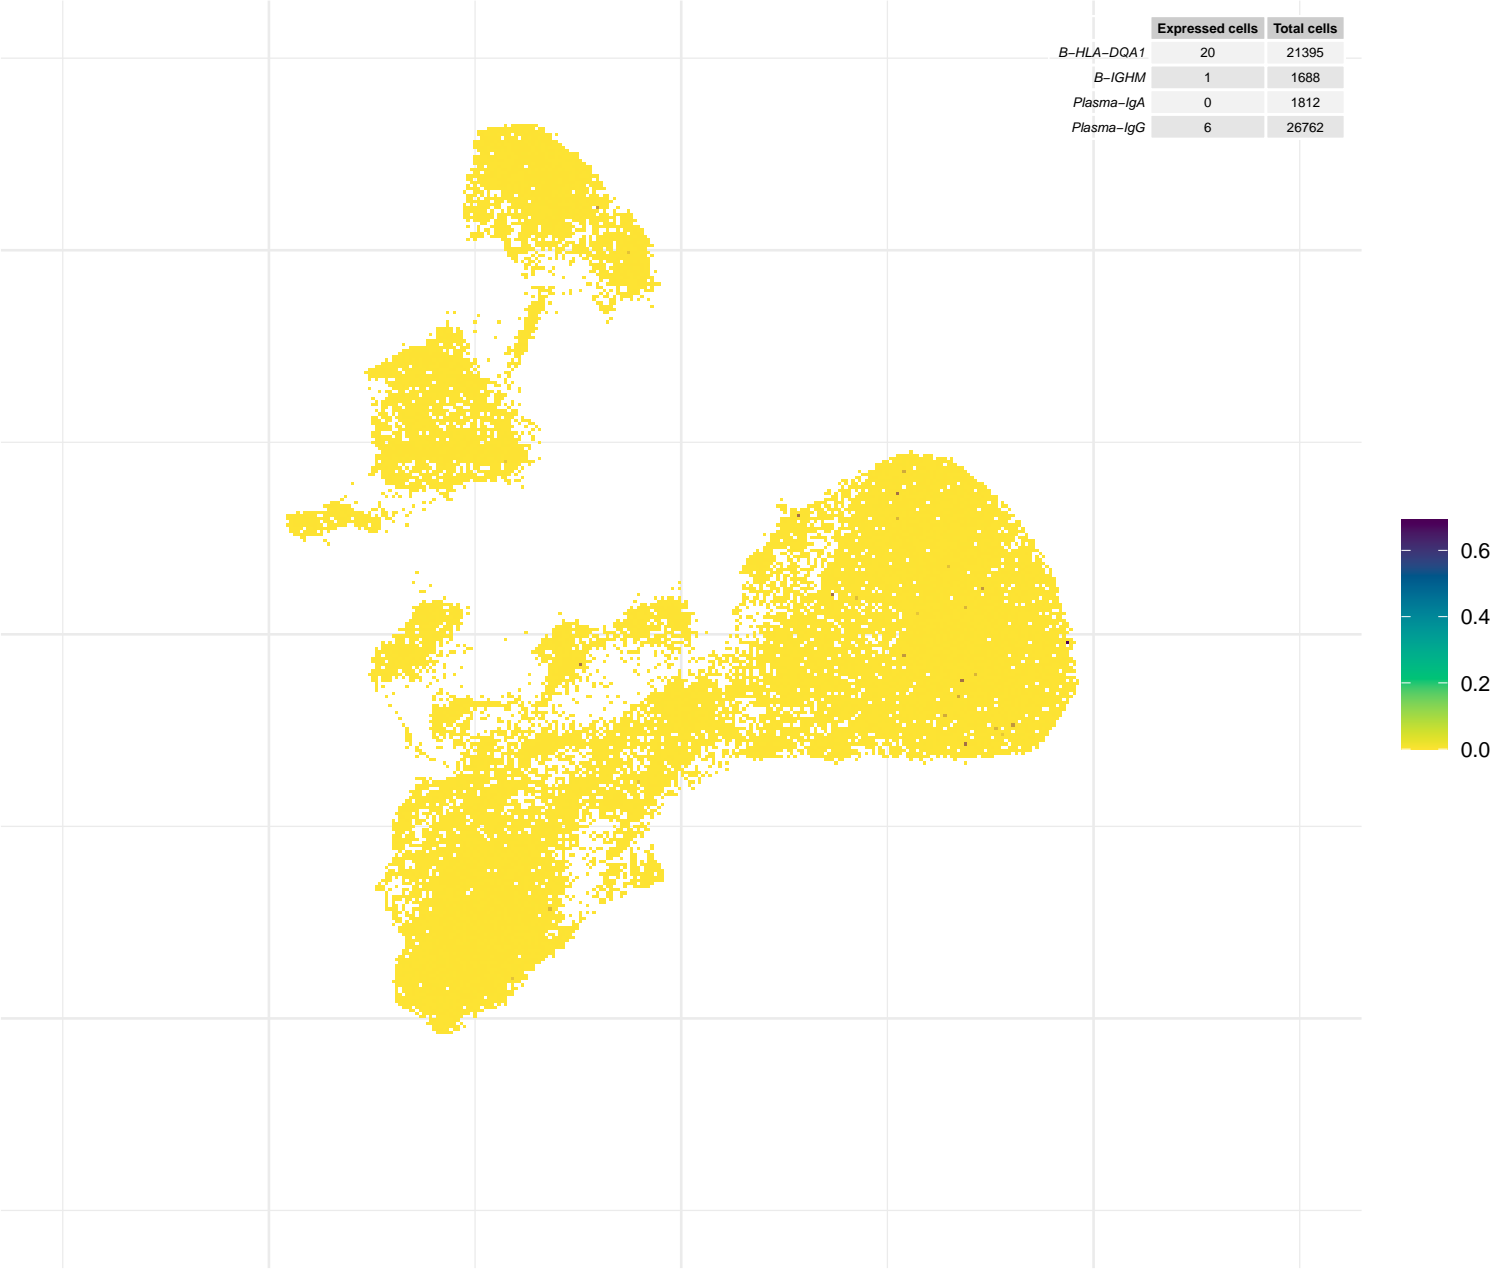 Expressed cells Total cells
B−HLA−DQA1 20 21395
B−IGHM 1 1688
Plasma−IgA 0 1812
Plasma−IgG 6 26762
0.6
0.4
0.2
0.0